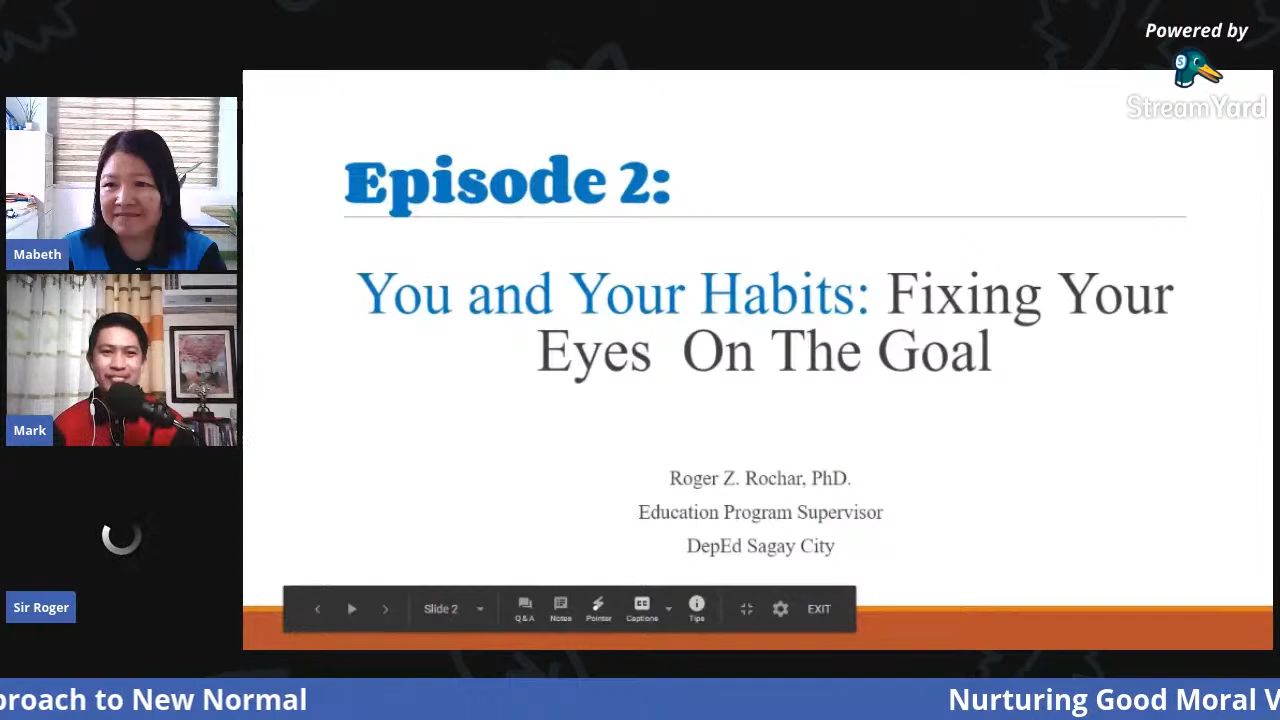 Powered by
S
StreamYard
Mabeth
Mark
Sir Roger
Episode 2:
You and Your Habits: Fixing Your
Eyes On The Goal
Roger Z. Rochar, PhD.
Education Program Supervisor
DepEd Sagay City
Slide 2
Q&A
Notes
Pointer
CC
Captions
Tips
EXIT
proach to New Normal
Nurturing Good Moral V